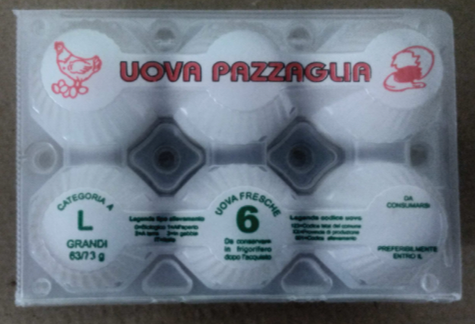 UOVA PAZZAGLIA
CATEGORIA A
L
GRANDI
63/73 g
Legenda tipo allevamento
UOVA FRESCHE
6
Da conservare
in frigorifero
dopo l'acquisto
Legenda codice uovo
DA
CONSUMARSI
PREFERIBILMENTE
ENTRO IL